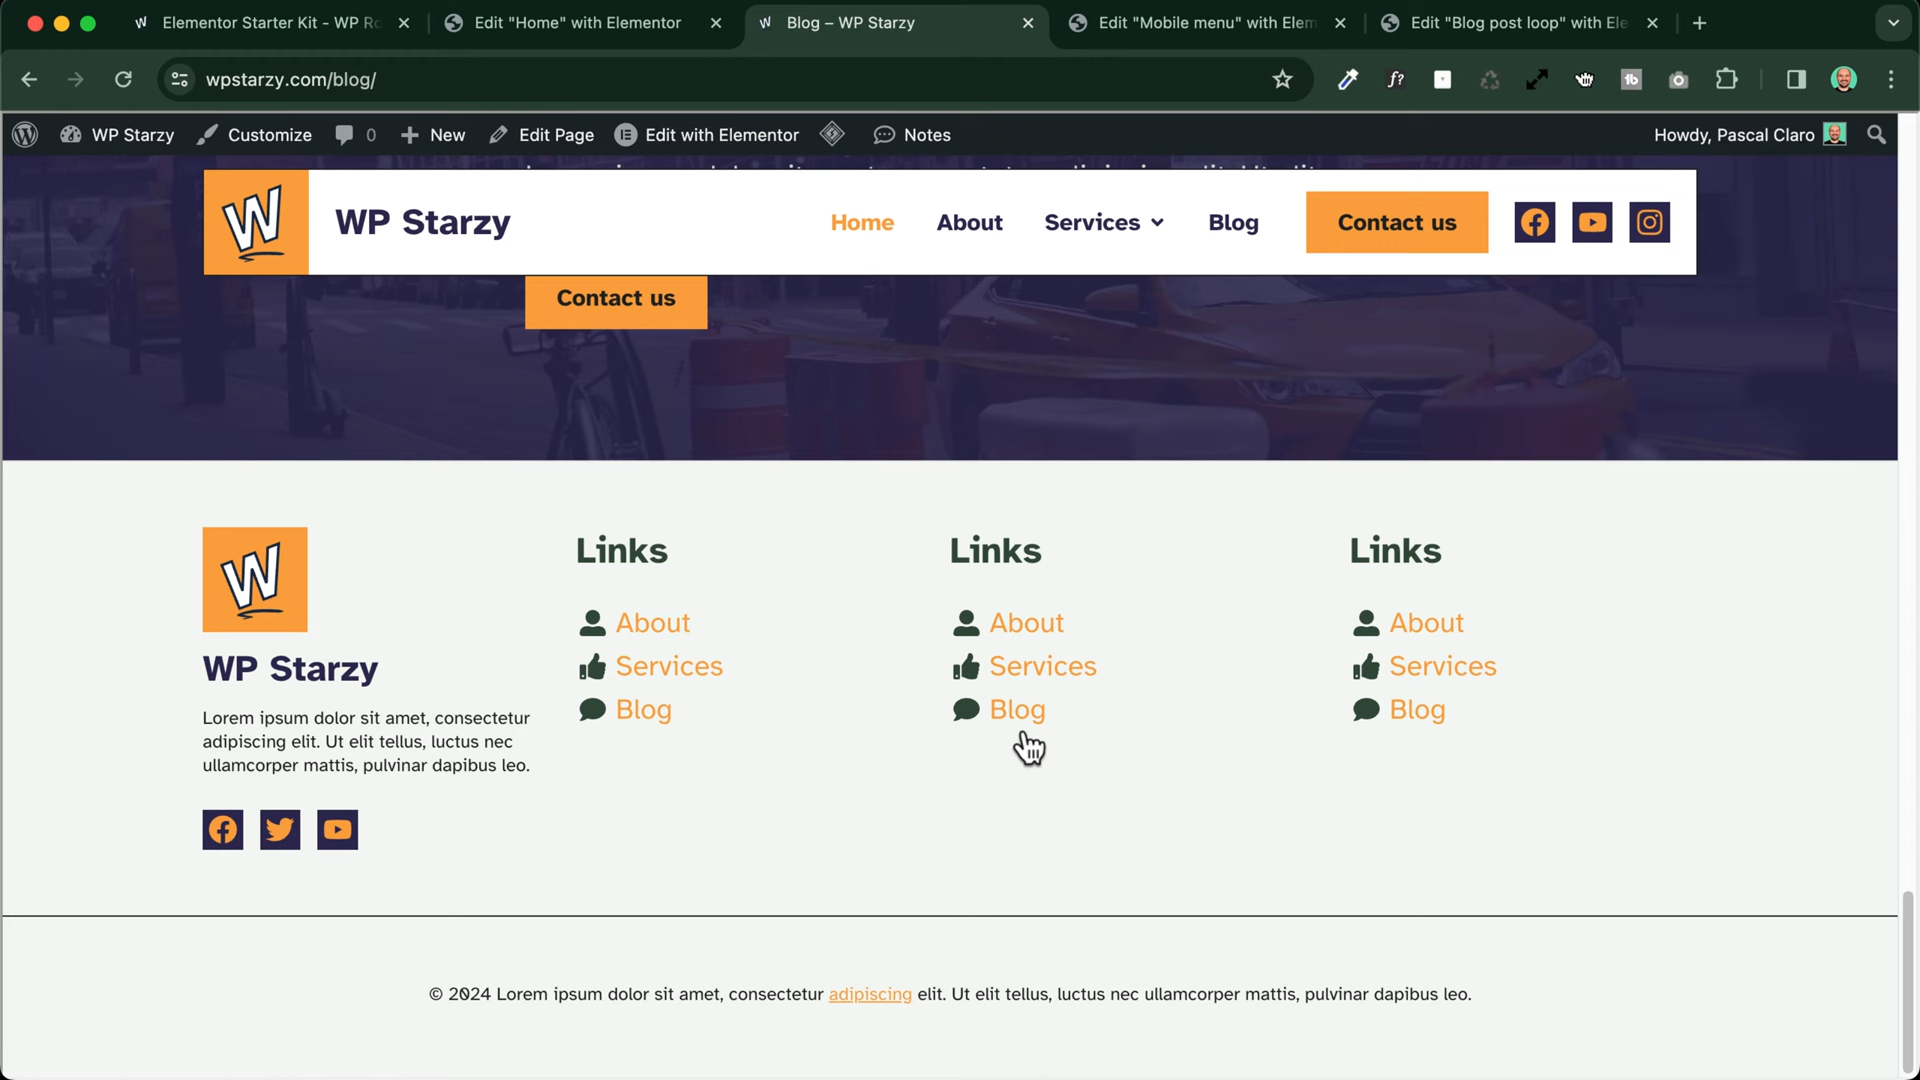 Elementor Starter Kit - WP Ro
Edit "Home" with Elementor
Blog – WP Starzy
Edit "Mobile menu" with Elem
Edit "Blog post loop" with Ele
wpstarzy.com/blog/
WP Starzy
Customize
0
New
Edit Page
Edit with Elementor
Notes
Howdy, Pascal Claro
W
WP Starzy
Home
About
Services
Blog
Contact us
Contact us
W
WP Starzy
Lorem ipsum dolor sit amet, consectetur
adipiscing elit. Ut elit tellus, luctus nec
ullamcorper mattis, pulvinar dapibus leo.
Links
About
Services
Blog
Links
About
Services
Blog
Links
About
Services
Blog
© 2024 Lorem ipsum dolor sit amet, consectetur adipiscing elit. Ut elit tellus, luctus nec ullamcorper mattis, pulvinar dapibus leo.